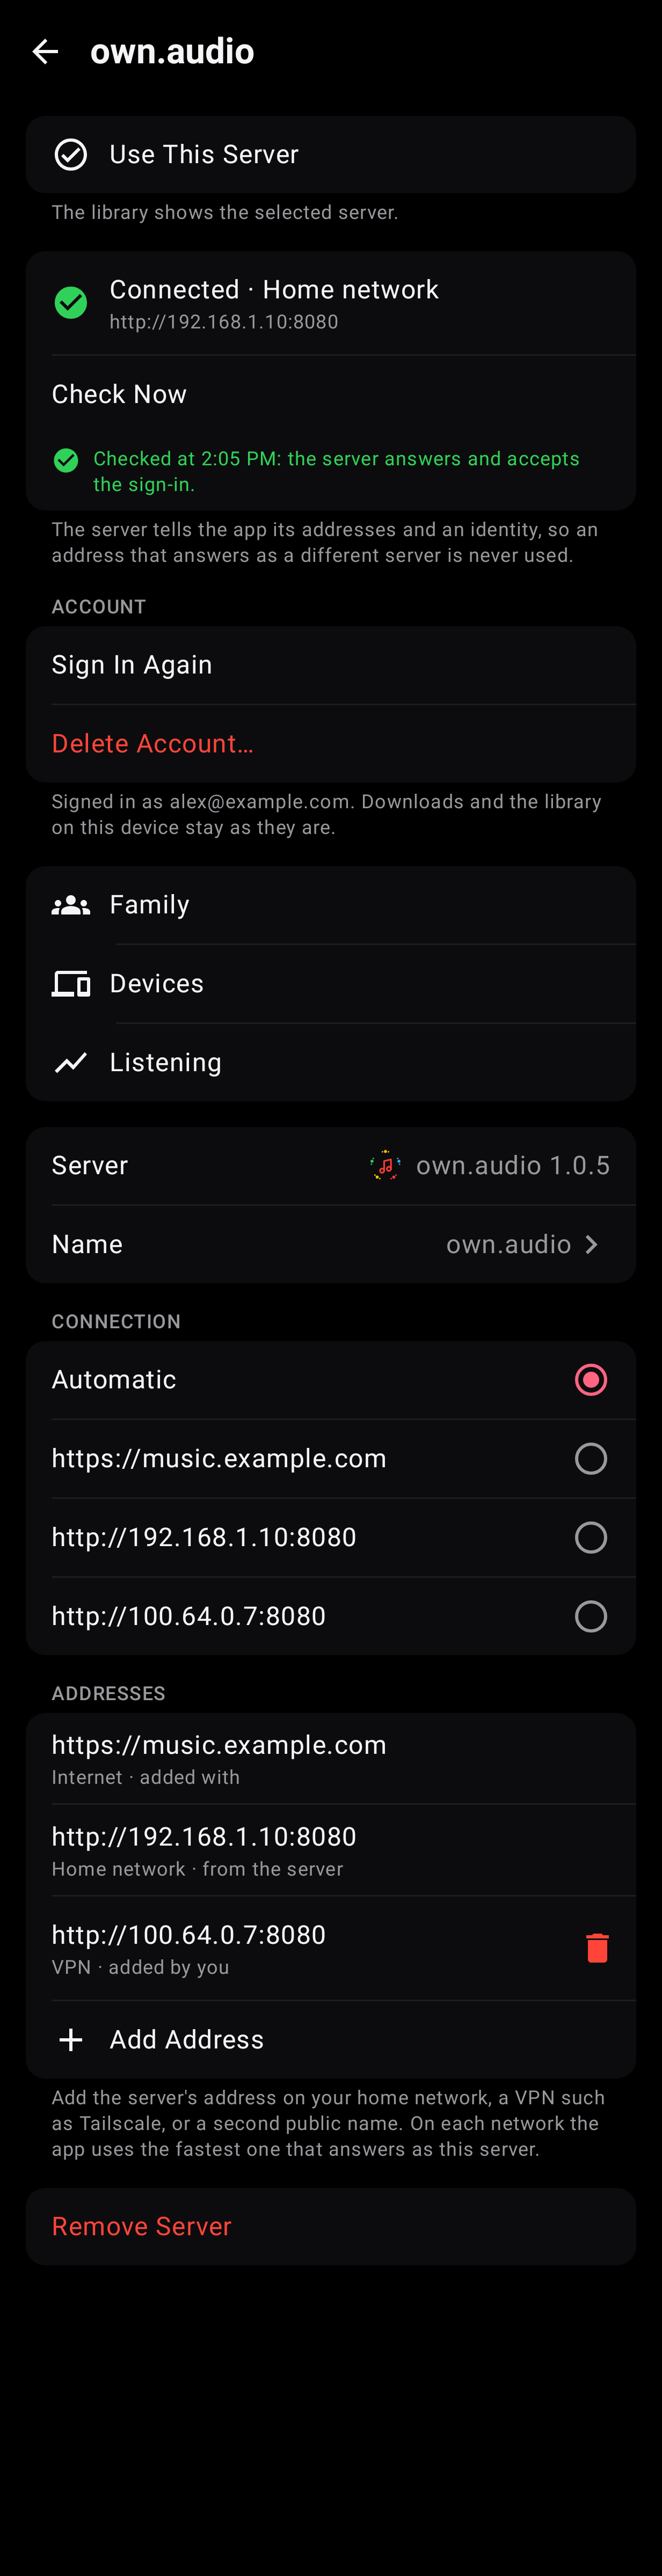 own.audio
Use This Server
The library shows the selected server.
Connected · Home network
http://192.168.1.10:8080
Check Now
Checked at 2:05 PM: the server answers and accepts
the sign-in.
The server tells the app its addresses and an identity, so an
address that answers as a different server is never used.
ACCOUNT
Sign In Again
Delete Account…
Signed in as alex@example.com. Downloads and the library
on this device stay as they are.
Family
Devices
Listening
Server own.audio 1.0.5
Name own.audio
CONNECTION
Automatic
https://music.example.com
http://192.168.1.10:8080
http://100.64.0.7:8080
ADDRESSES
https://music.example.com
Internet · added with
http://192.168.1.10:8080
Home network · from the server
http://100.64.0.7:8080
VPN · added by you
Add Address
Add the server's address on your home network, a VPN such
as Tailscale, or a second public name. On each network the
app uses the fastest one that answers as this server.
Remove Server